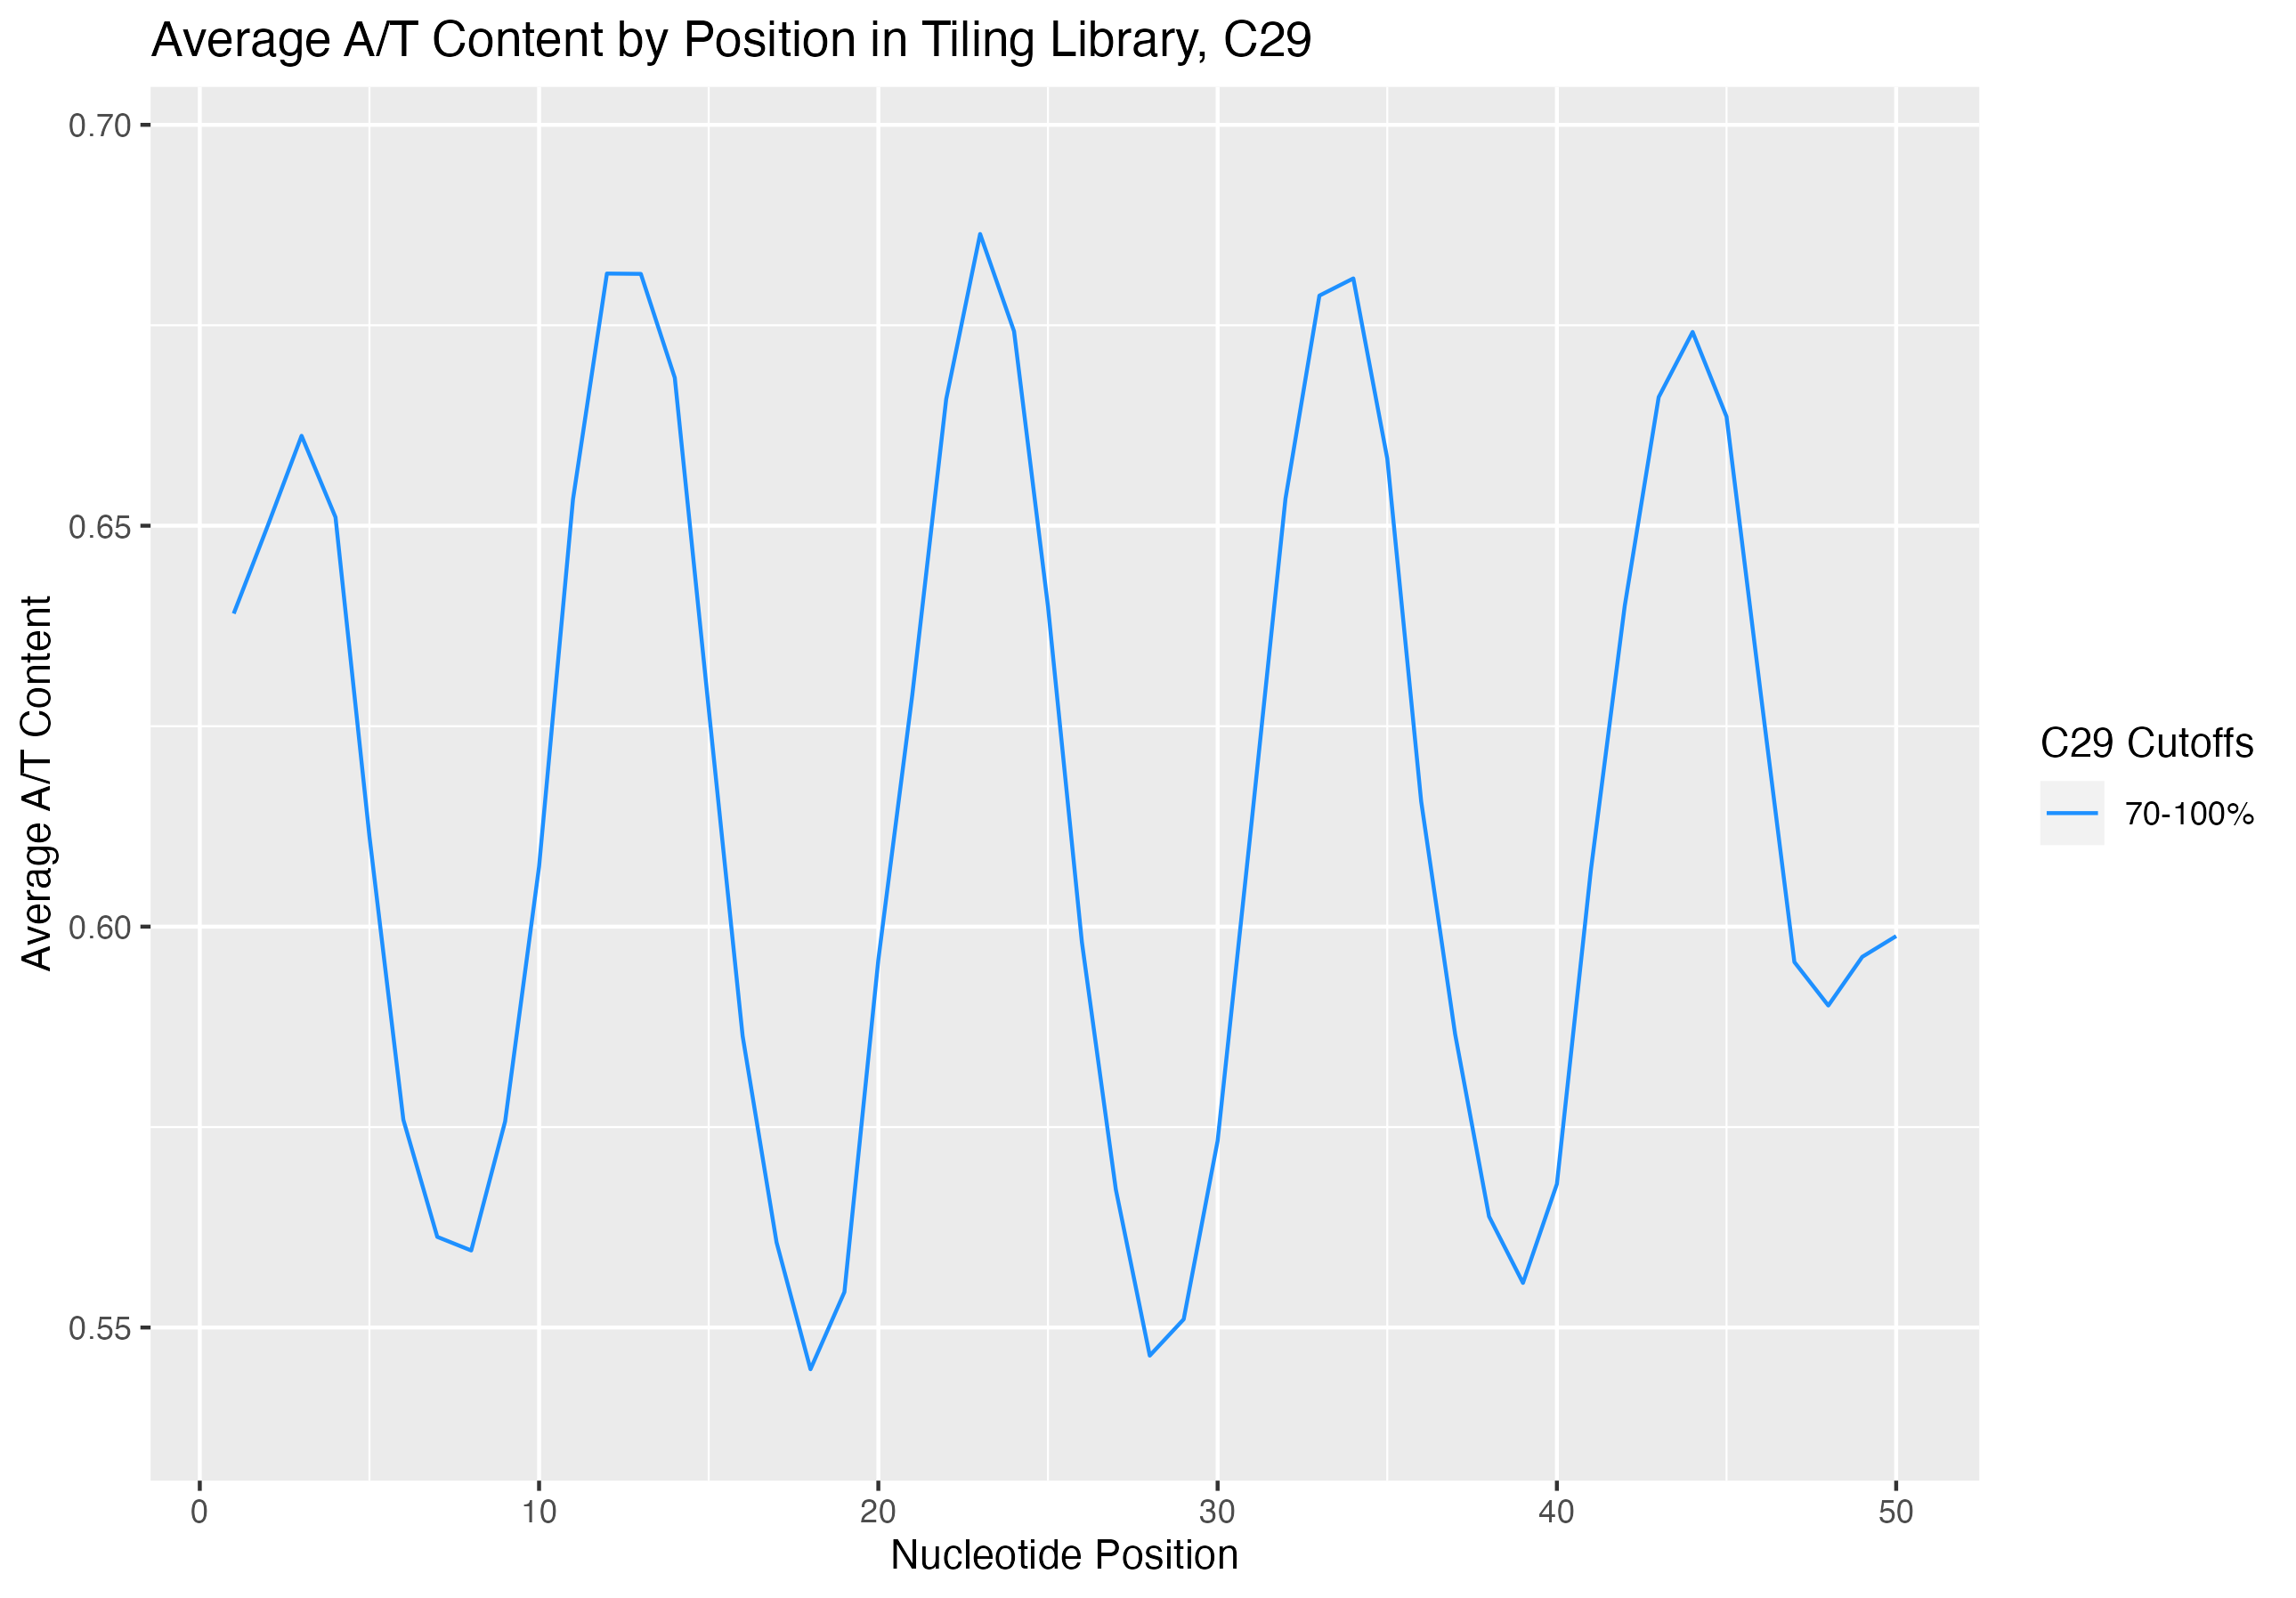 Average A/T Content by Position in Tiling Library, C29
0.70
0.65
0.60
0.55
Average A/T Content
0 10 20 30 40 50
Nucleotide Position
C29 Cutoffs
70-100%